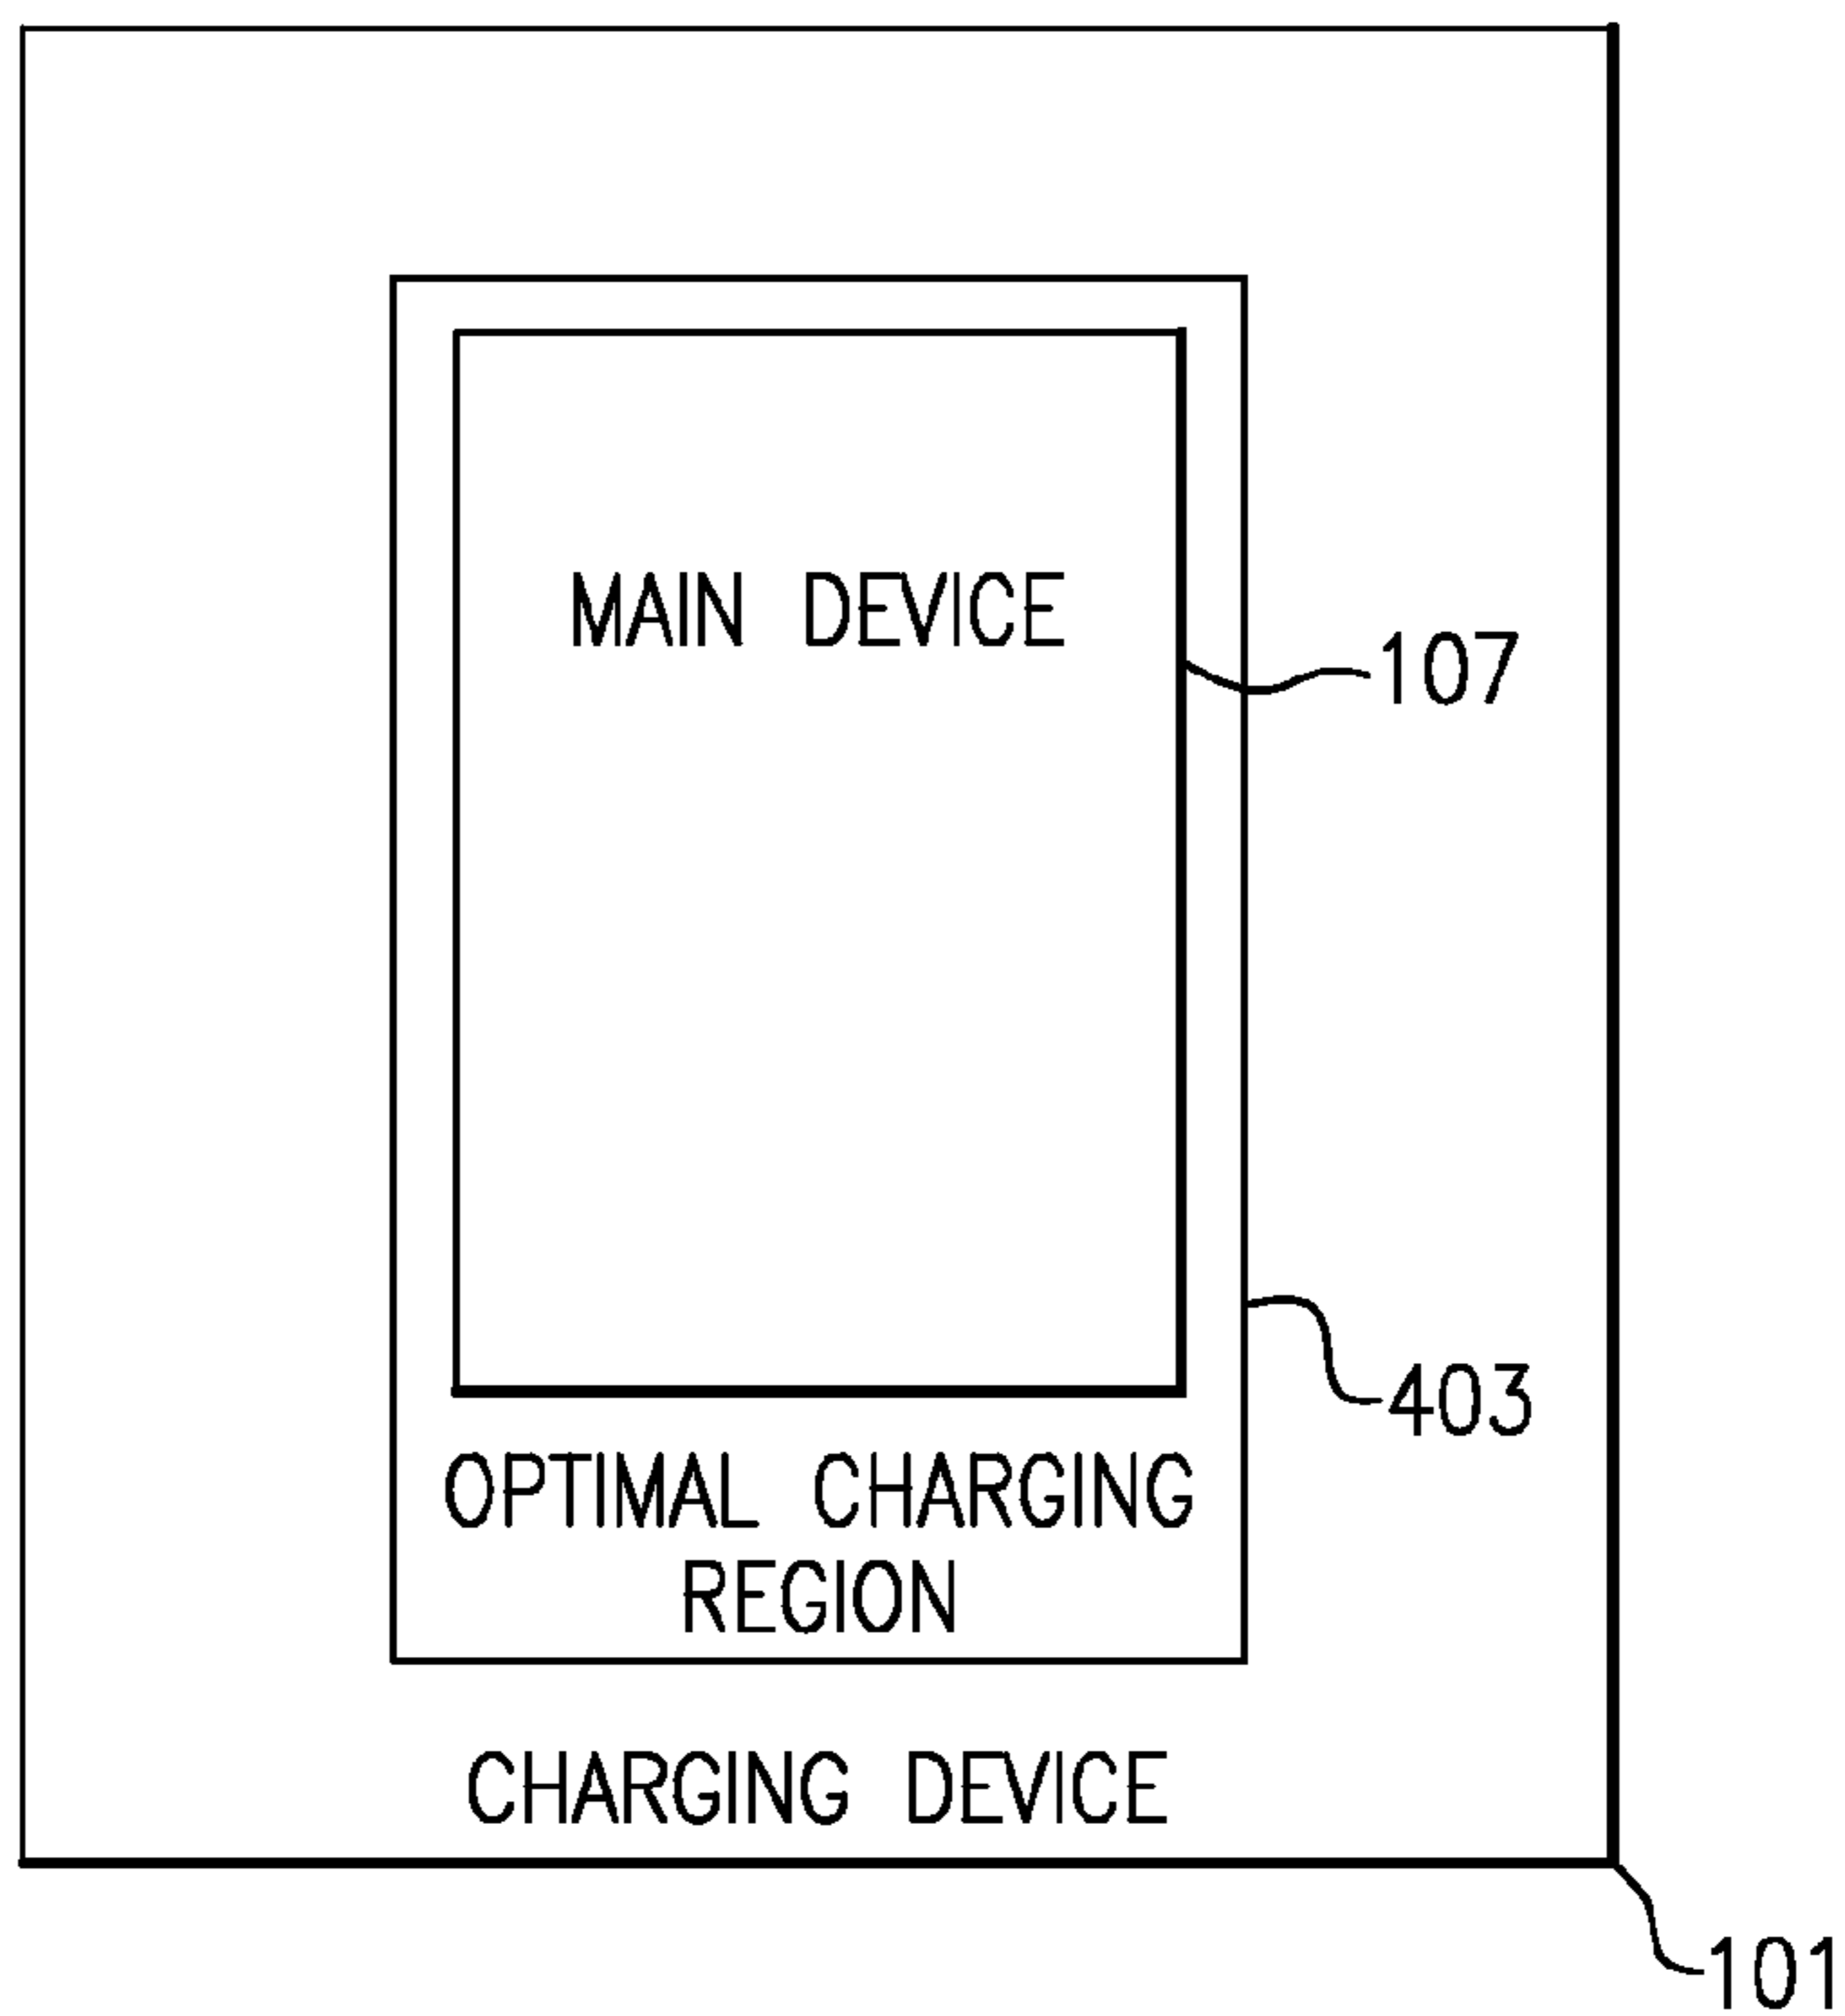 MAIN DEVICE
107
403
OPTIMAL CHARGING
REGION
CHARGING DEVICE
101